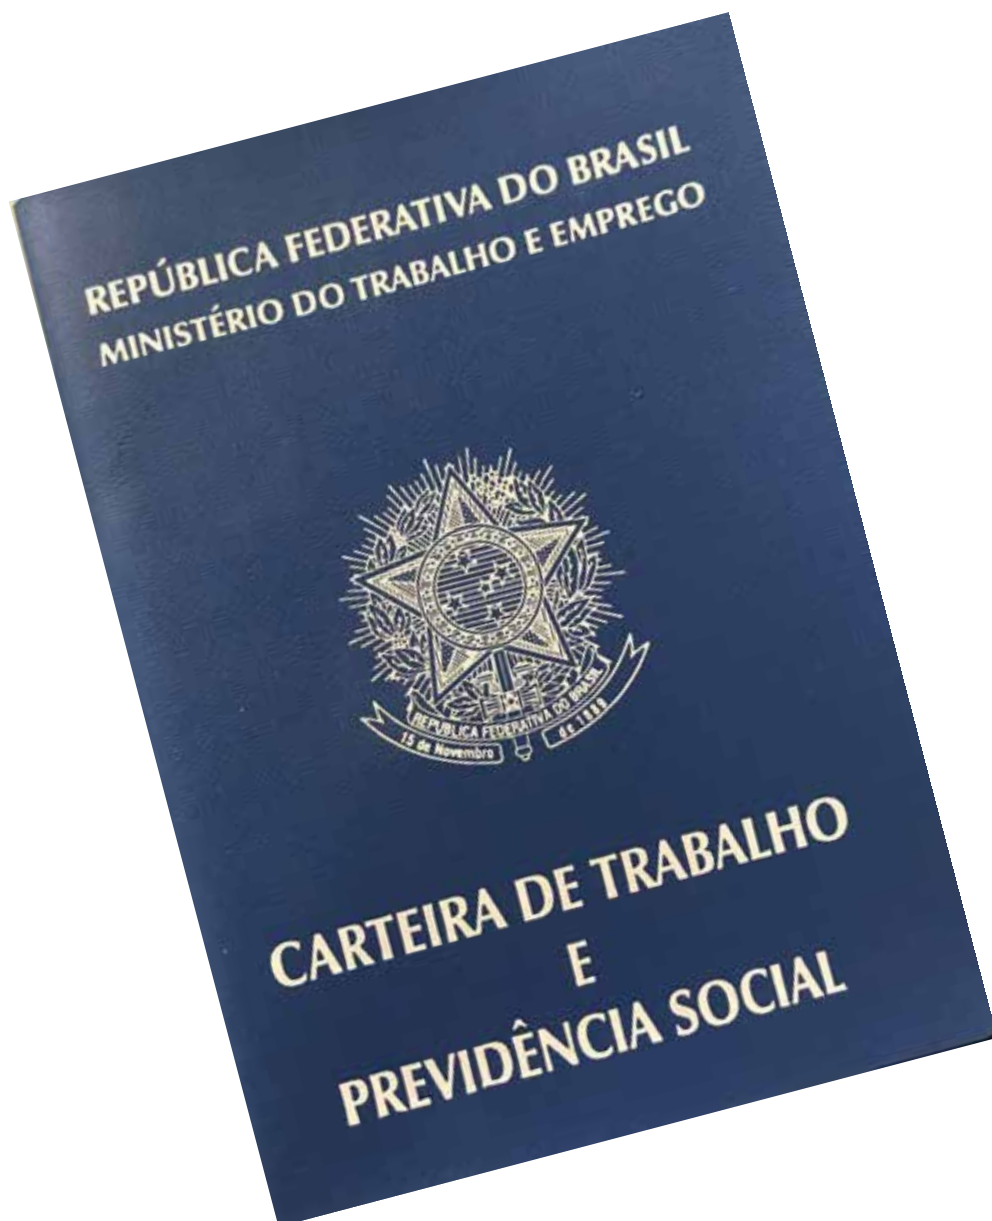 REPÚBLICA FEDERATIVA DO BRASIL
MINISTÉRIO DO TRABALHO E EMPREGO
REPÚBLICA FEDERATIVA DO BRASIL
15 de Novembro de 1889
CARTEIRA DE TRABALHO
E
PREVIDÊNCIA SOCIAL